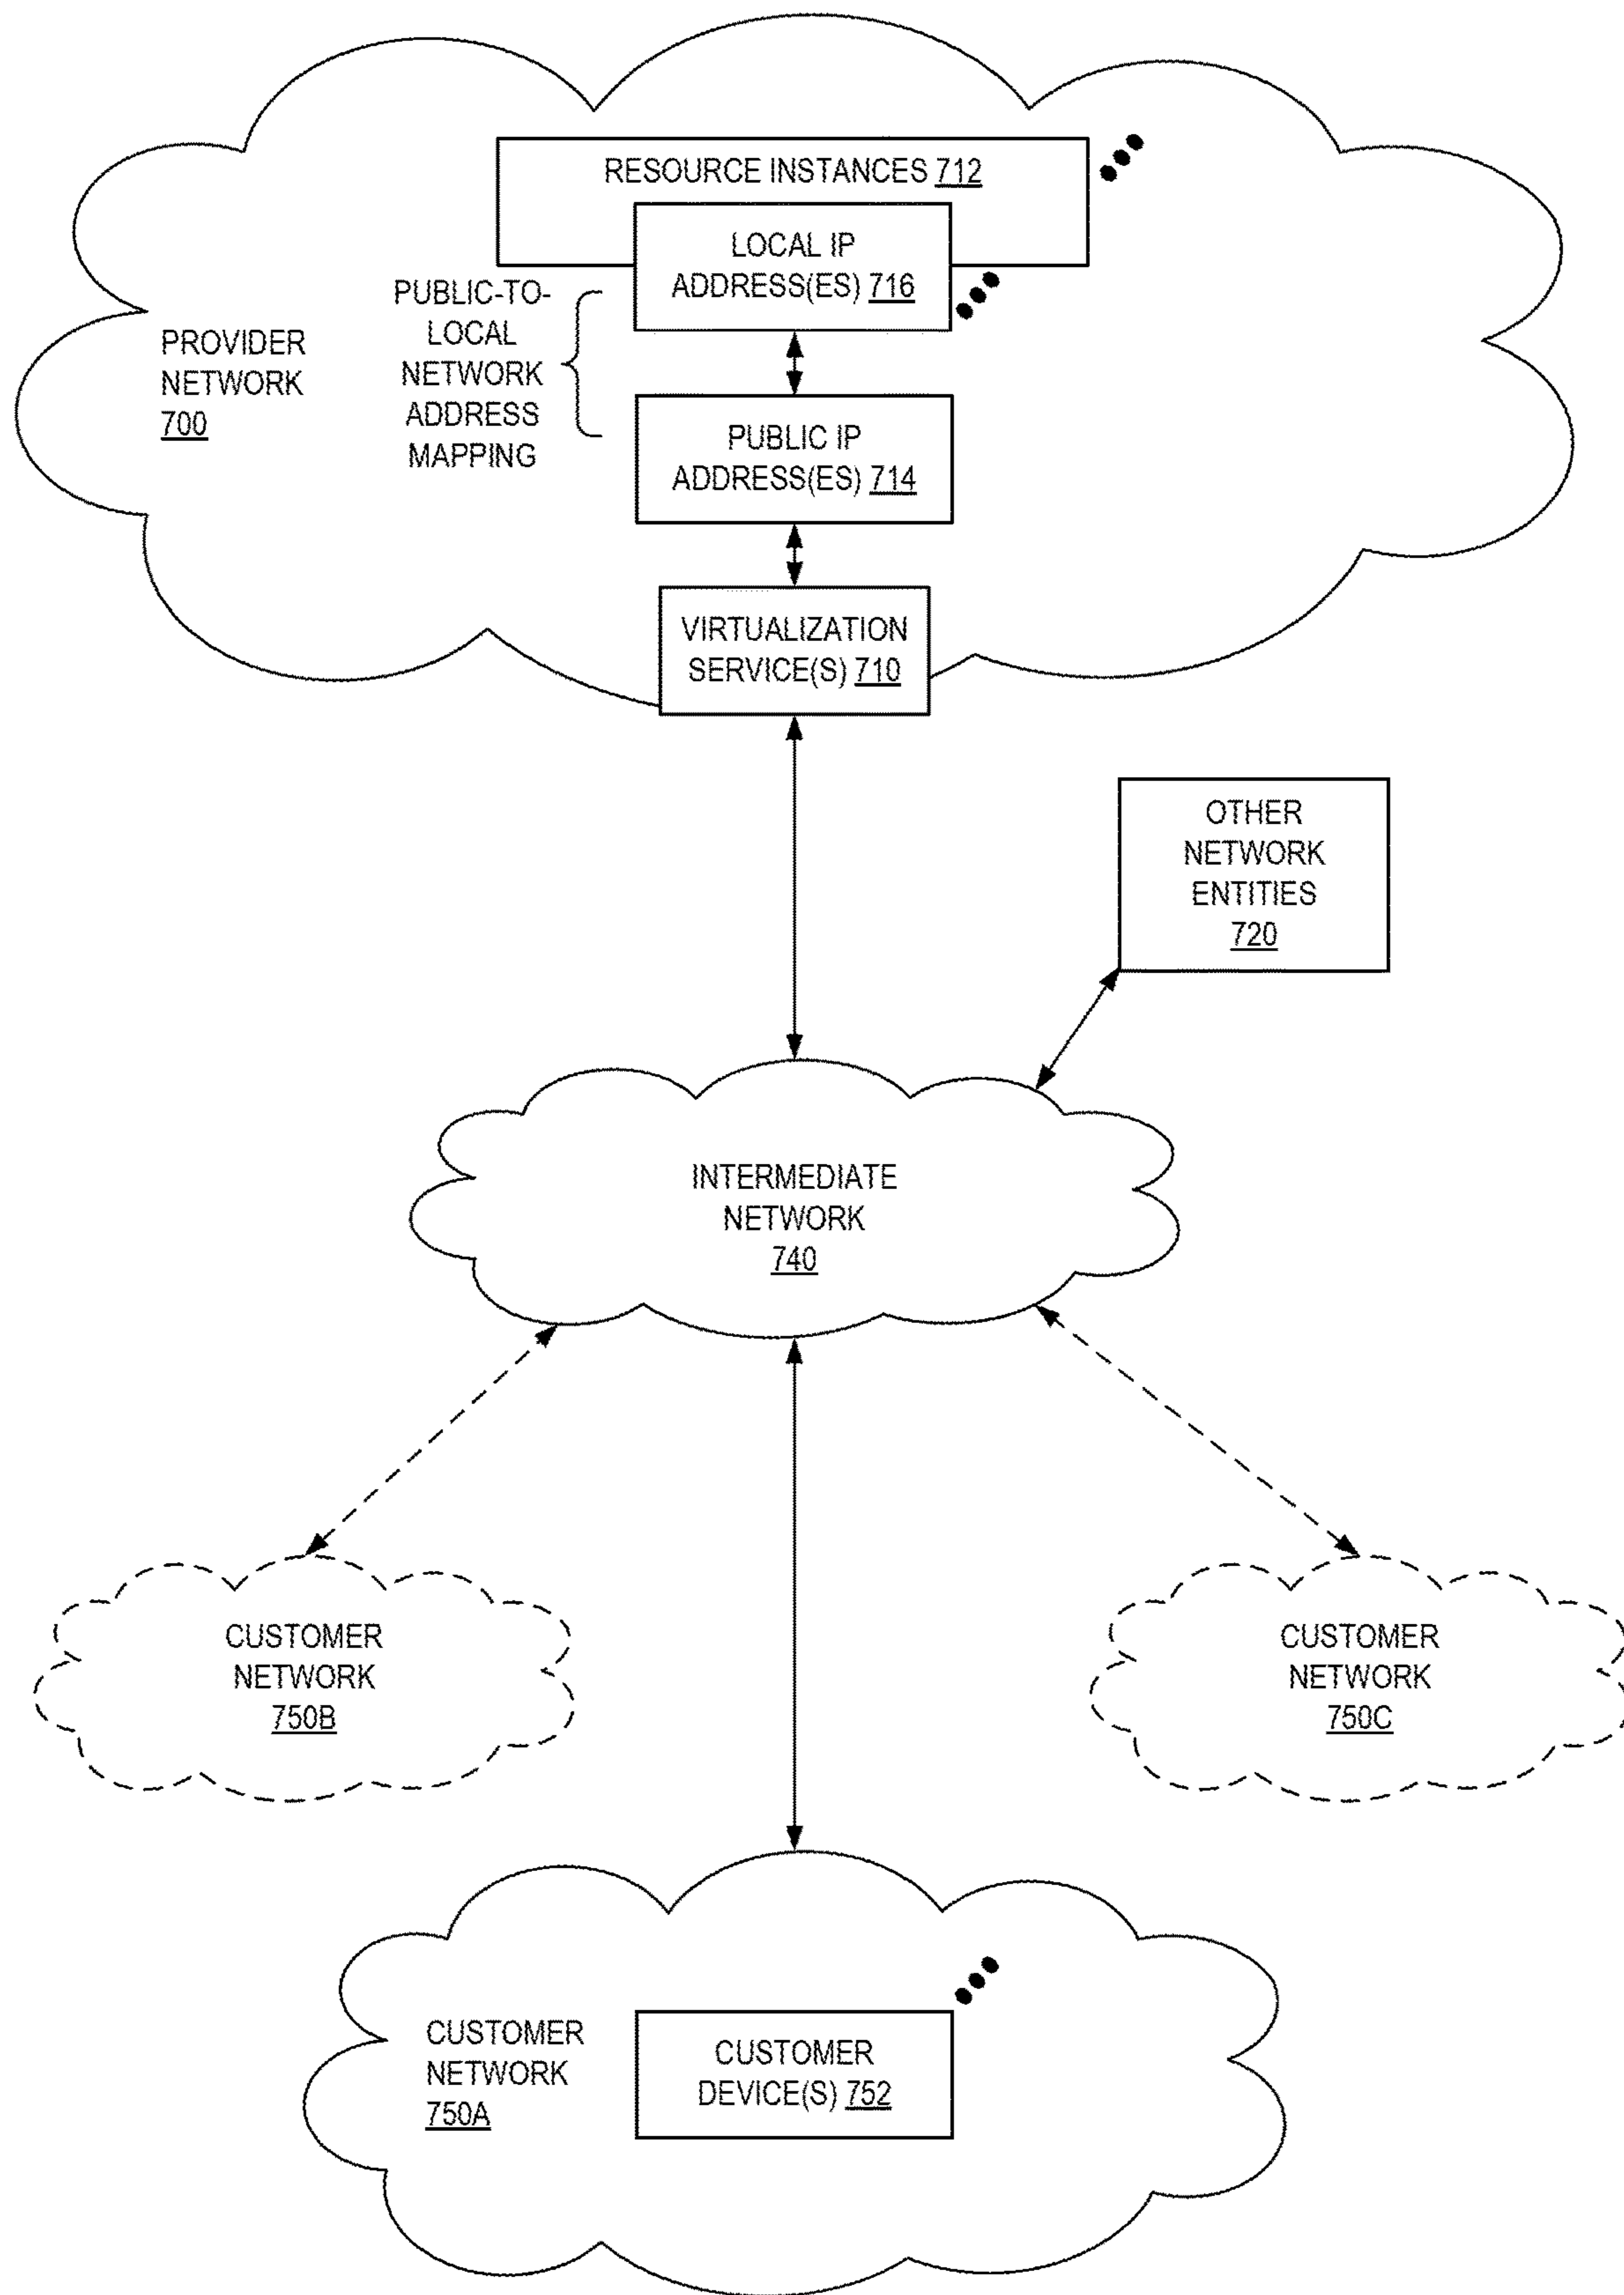 RESOURCE INSTANCES 712
LOCAL IP
ADDRESS(ES) 716
PUBLIC-TO-
LOCAL
NETWORK
ADDRESS
MAPPING
PROVIDER
NETWORK
700
PUBLIC IP
ADDRESS(ES) 714
VIRTUALIZATION
SERVICE(S) 710
OTHER
NETWORK
ENTITIES
720
INTERMEDIATE
NETWORK
740
CUSTOMER
NETWORK
750B
CUSTOMER
NETWORK
750C
CUSTOMER
NETWORK
750A
CUSTOMER
DEVICE(S) 752